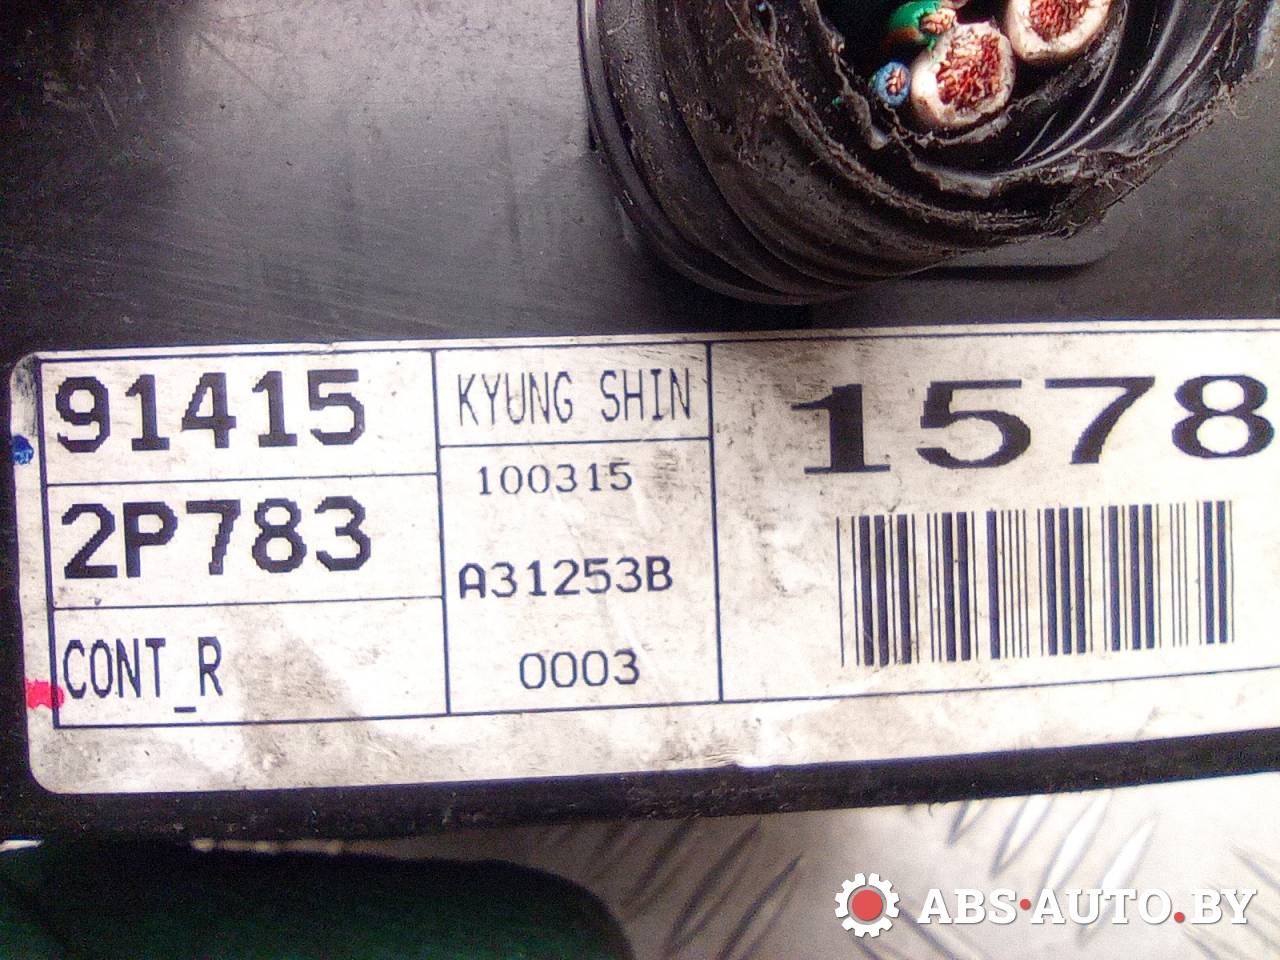 91415
2P783
CONT_R
KYUNG SHIN
100315
A31253B
0003
1578
ABS·AUTO.BY